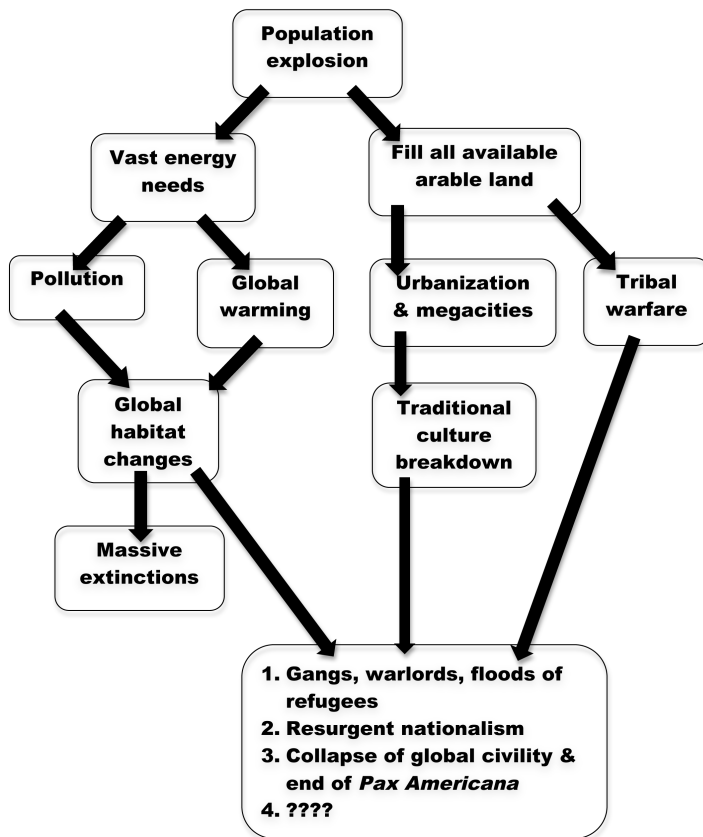 Population
explosion
Vast energy
needs
Fill all available
arable land
Pollution
Global
warming
Urbanization
& megacities
Tribal
warfare
Global
habitat
changes
Traditional
culture
breakdown
Massive
extinctions
1. Gangs, warlords, floods of
refugees
2. Resurgent nationalism
3. Collapse of global civility &
end of Pax Americana
4. ????